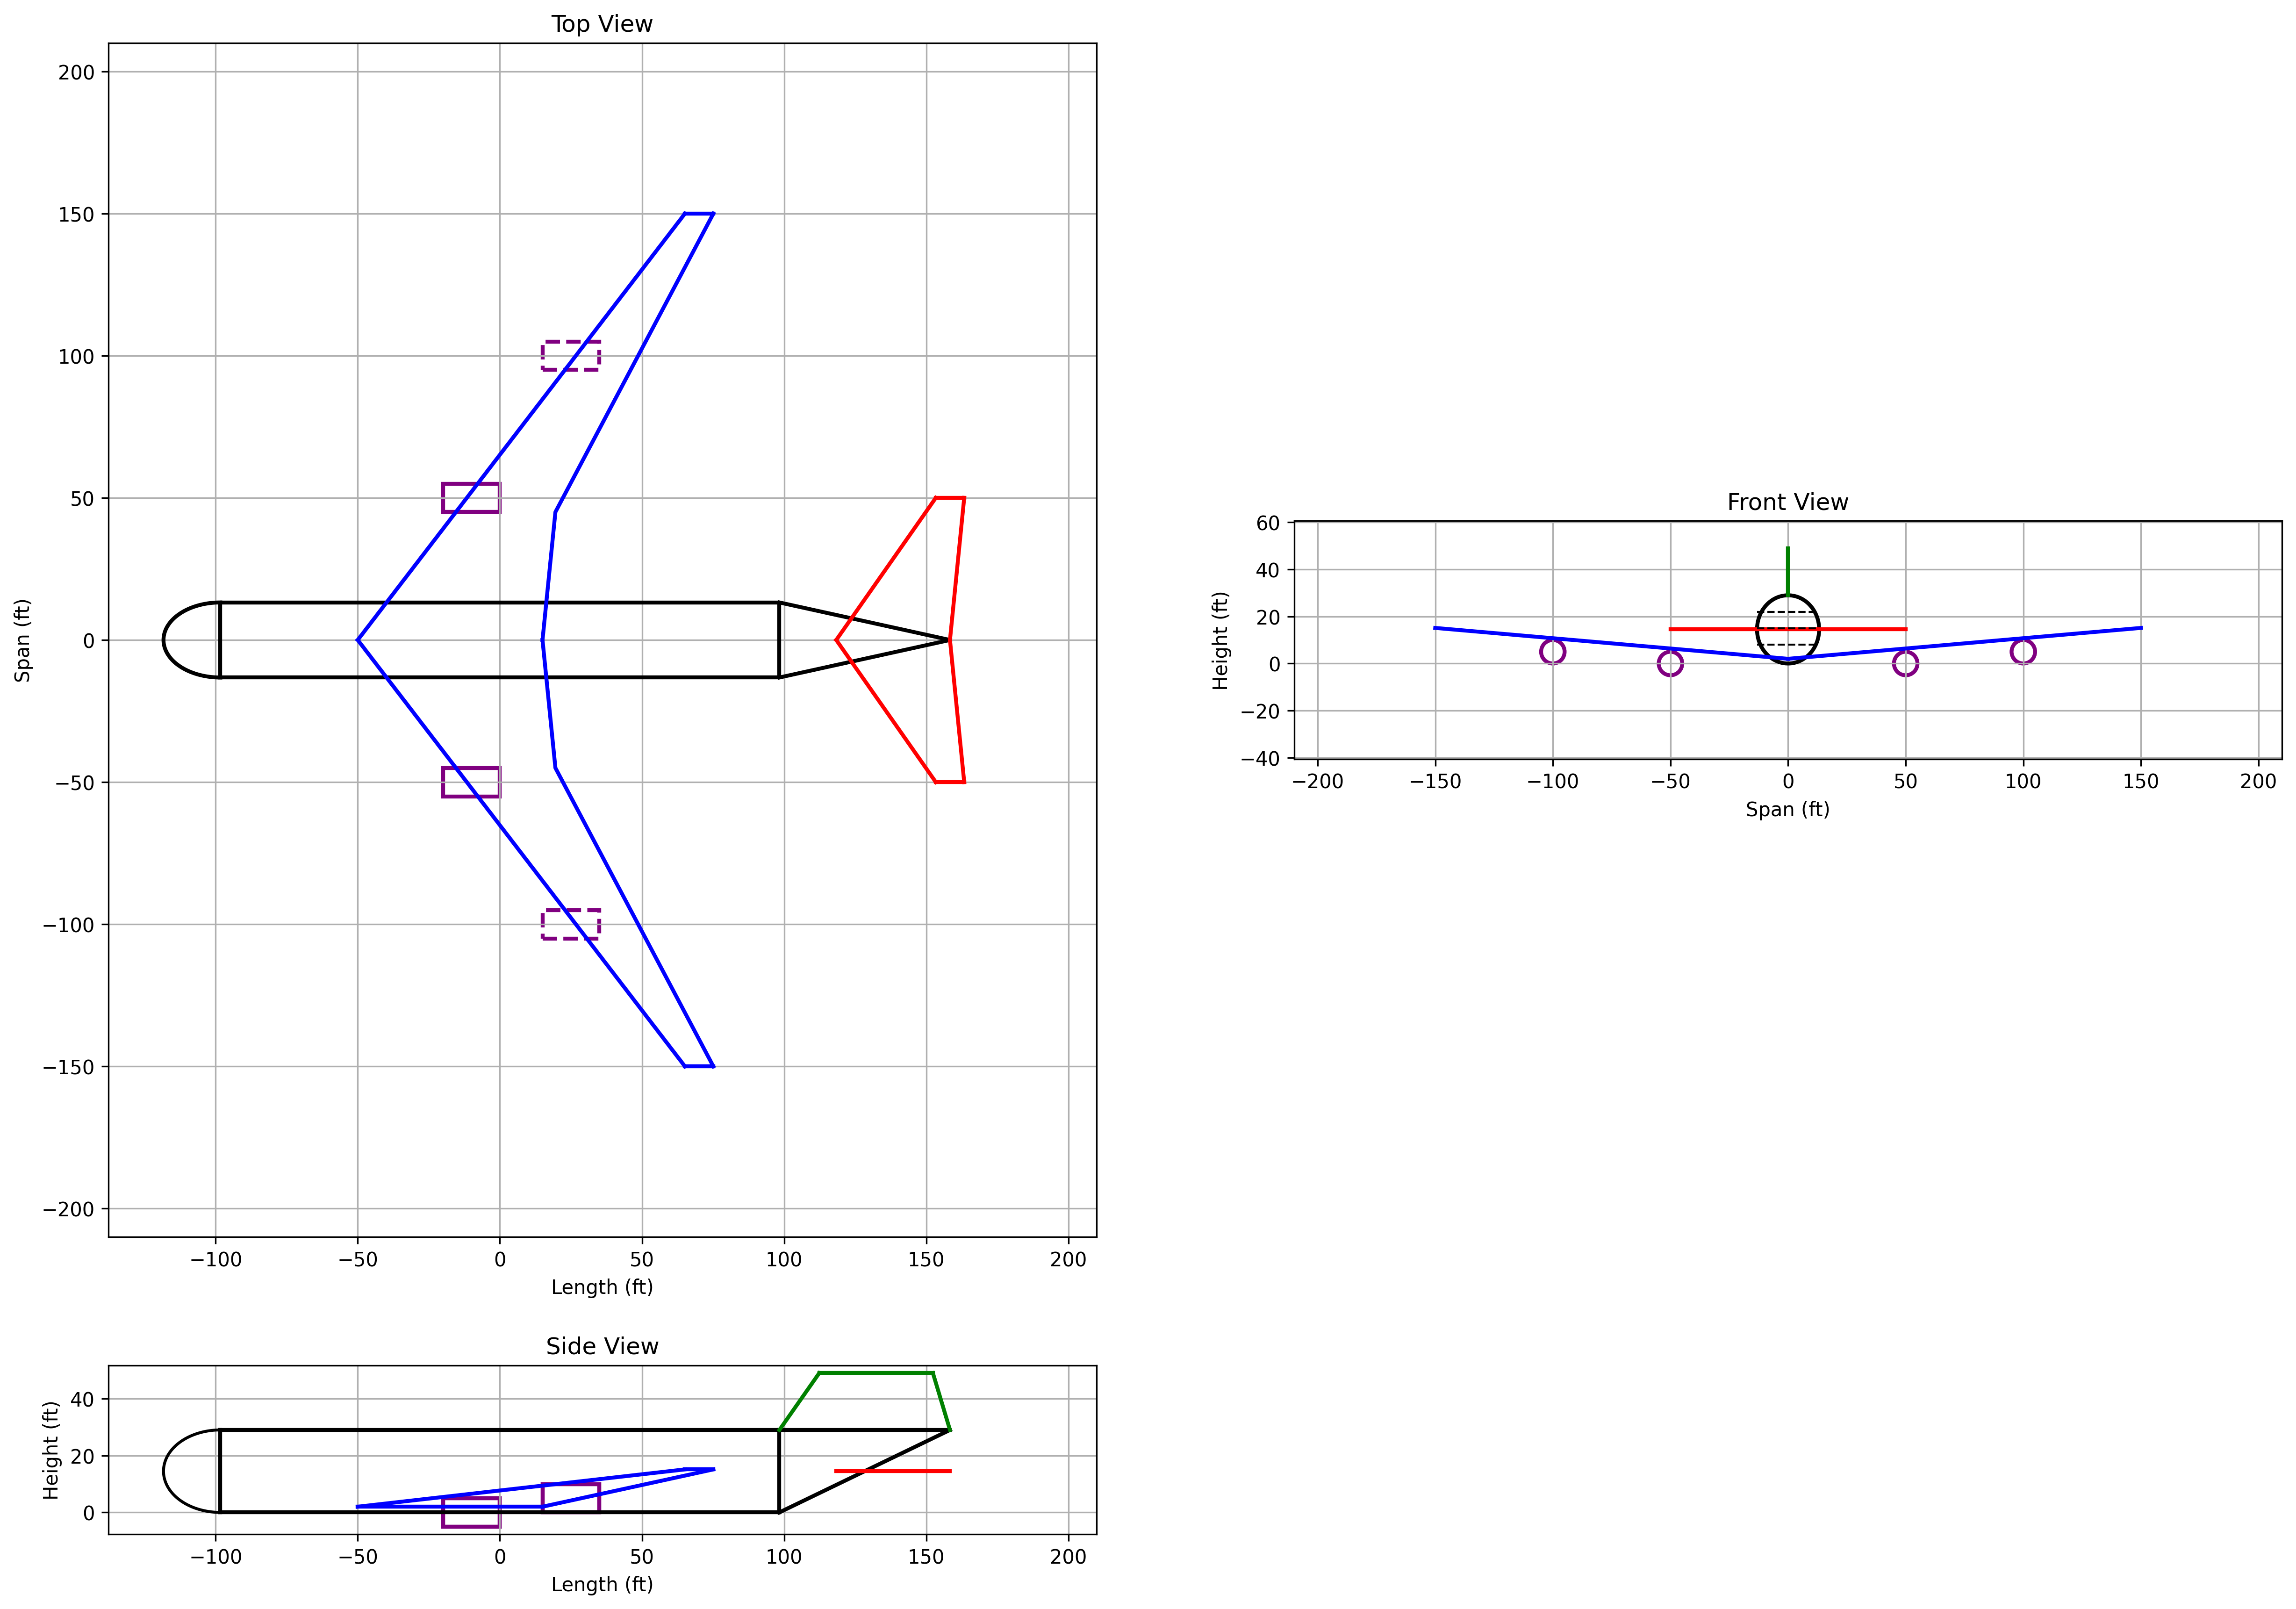 Top View
200
150
100
50
0
−50
−100
−150
−200
Span (ft)
−100 −50 0 50 100 150 200
Length (ft)
Front View
60
40
20
0
−20
−40
Height (ft)
−200 −150 −100 −50 0 50 100 150 200
Span (ft)
Side View
40
20
0
Height (ft)
−100 −50 0 50 100 150 200
Length (ft)